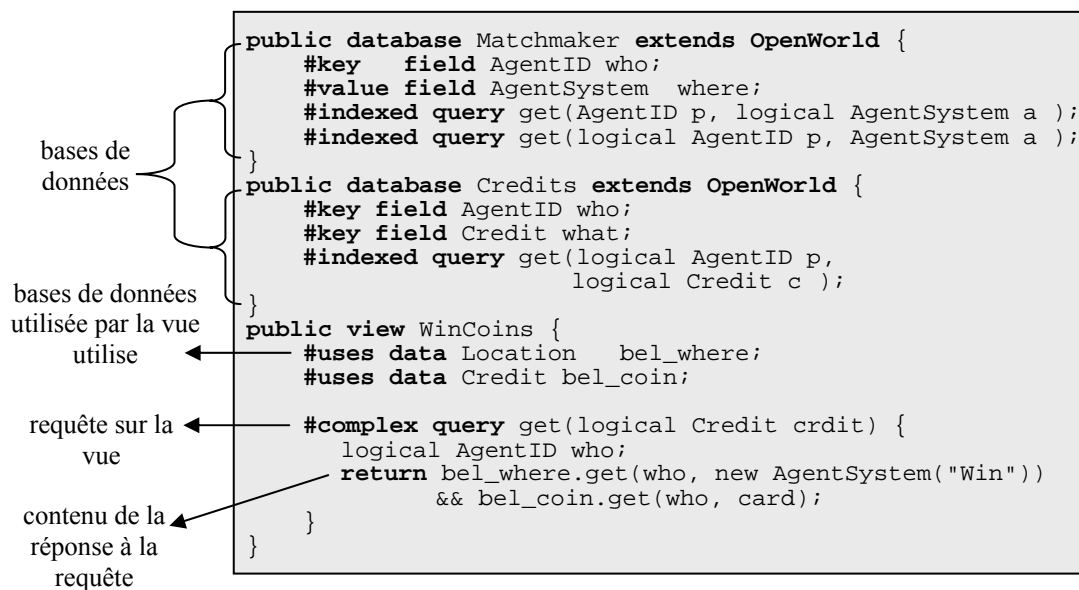 public database Matchmaker extends OpenWorld {
#key field AgentID who;
#value field AgentSystem where;
#indexed query get(AgentID p, logical AgentSystem a );
#indexed query get(logical AgentID p, AgentSystem a );
}
public database Credits extends OpenWorld {
#key field AgentID who;
#key field Credit what;
#indexed query get(logical AgentID p,
logical Credit c );
}
public view WinCoins {
#uses data Location bel_where;
#uses data Credit bel_coin;
#complex query get(logical Credit crdit) {
logical AgentID who;
return bel_where.get(who, new AgentSystem("Win"))
&& bel_coin.get(who, card);
}
}
bases de
données
bases de données
utilisée par la vue
utilise
requête sur la
vue
contenu de la
réponse à la
requête